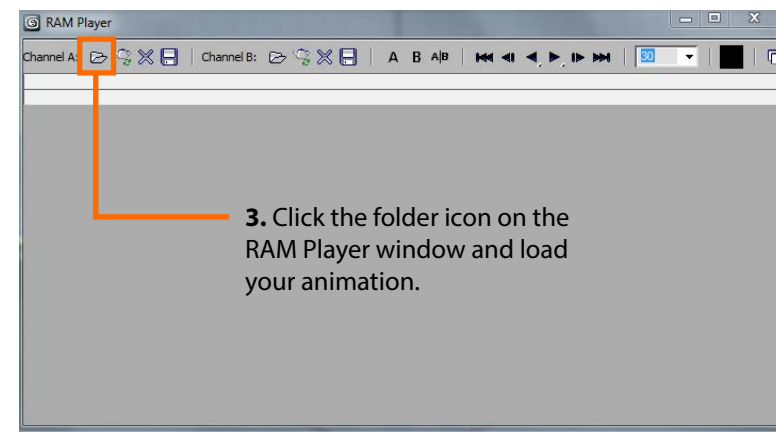 RAM Player
Channel A: Channel B: A B A|B 30
3. Click the folder icon on the
RAM Player window and load
your animation.